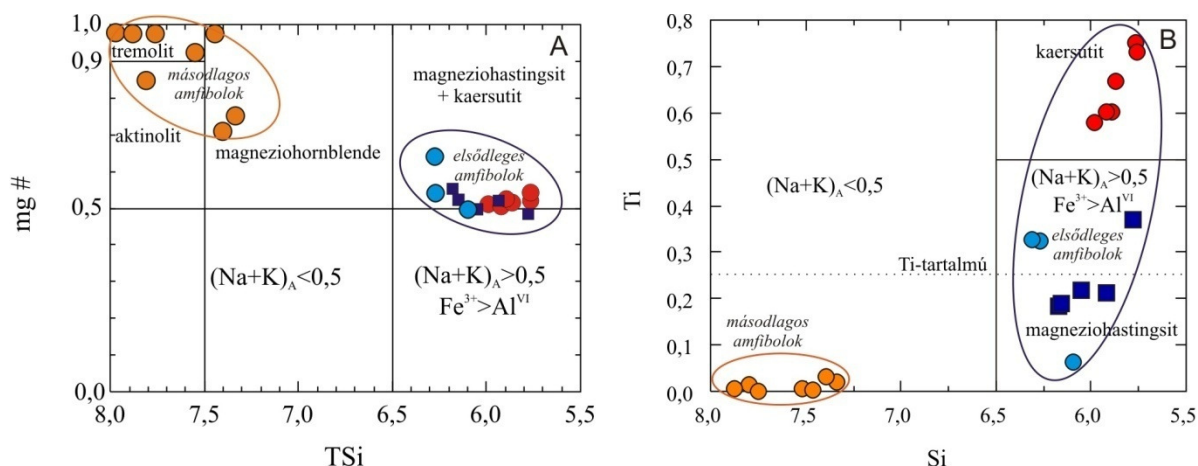 A
1,0
0,9
0,5
0,0
mg #
tremolit
másodlagos
amfibolok
aktinolit
magneziohornblende
magneziohastingsit
+ kaersutit
elsődleges
amfibolok
(Na+K)A<0,5
(Na+K)A>0,5
Fe3+>AlVI
8,0 7,5 7,0 6,5 6,0 5,5
TSi
B
0,8
0,7
0,6
0,5
0,4
0,3
0,2
0,1
0,0
Ti
kaersutit
(Na+K)A<0,5
(Na+K)A>0,5
Fe3+>AlVI
elsődleges
amfibolok
Ti-tartalmú
magneziohastingsit
másodlagos
amfibolok
8,0 7,5 7,0 6,5 6,0 5,5
Si